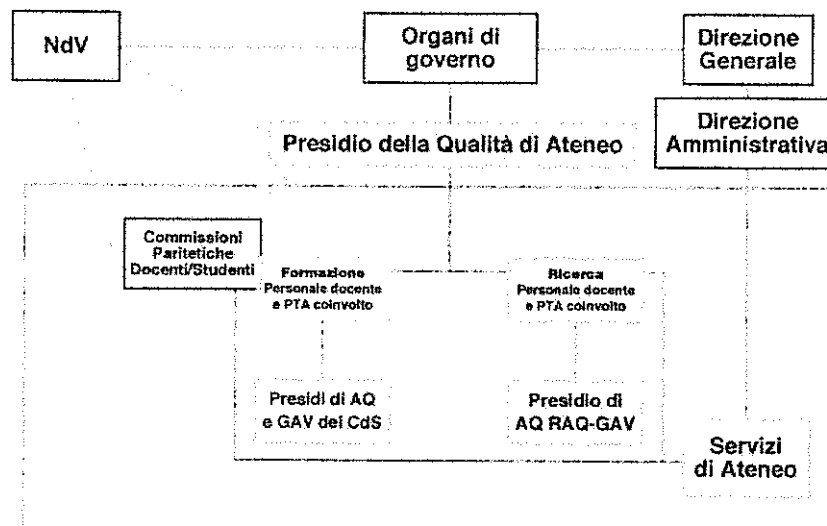 NdV
Organi di
governo
Direzione
Generale
Presidio della Qualità di Ateneo
Direzione
Amministrativa
Commissioni
Paritetiche
Docenti/Studenti
Formazione
Personale docente
e PTA coinvolto
Ricerca
Personale docente
e PTA coinvolto
Presidi di AQ
e GAV dei CdS
Presidio di
AQ RAQ-GAV
Servizi
di Ateneo